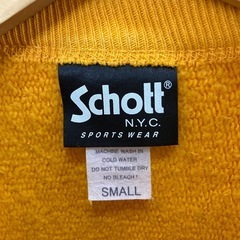 Schott
N.Y.C.
SPORTS WEAR
MACHINE WASH IN
COLD WATER
DO NOT TUMBLE DRY
NO BLEACH!
SMALL